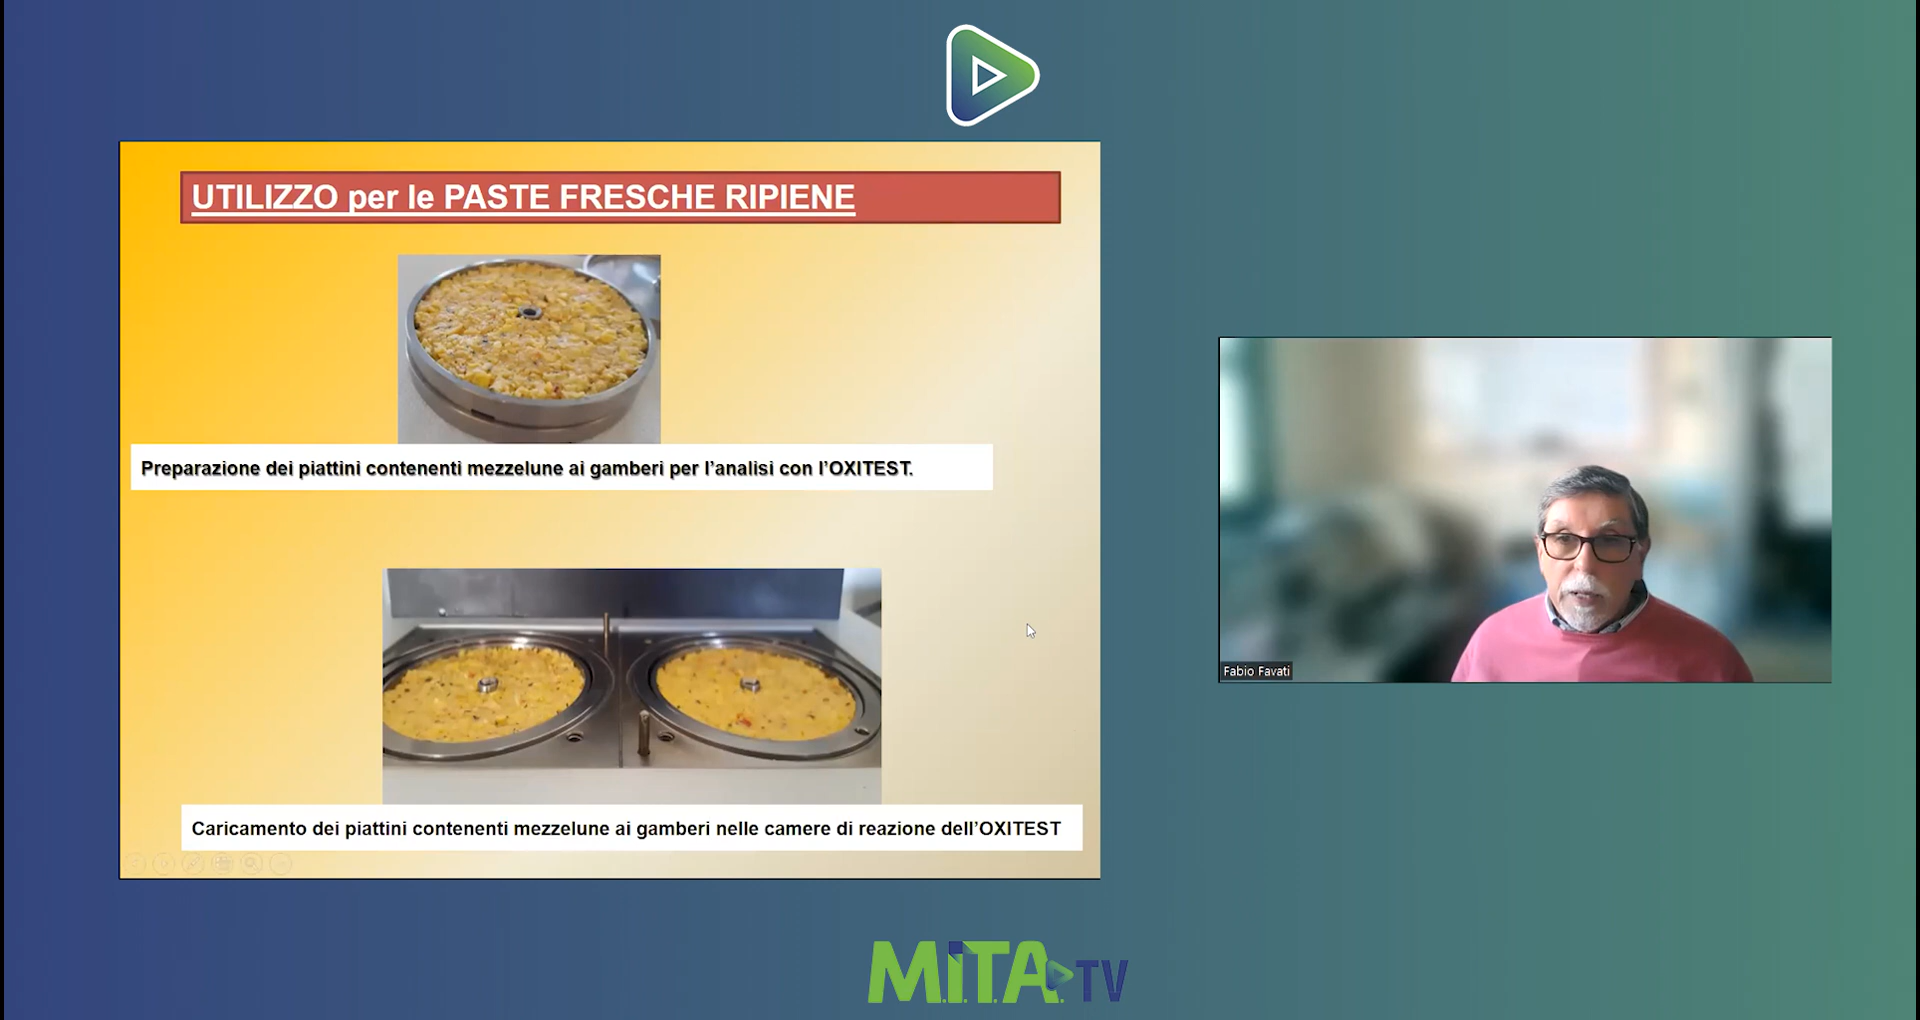 UTILIZZO per le PASTE FRESCHE RIPIENE
Preparazione dei piattini contenenti mezzelune ai gamberi per l’analisi con l’OXITEST.
Caricamento dei piattini contenenti mezzelune ai gamberi nelle camere di reazione dell’OXITEST
Fabio Favati
M.I.T.A. TV